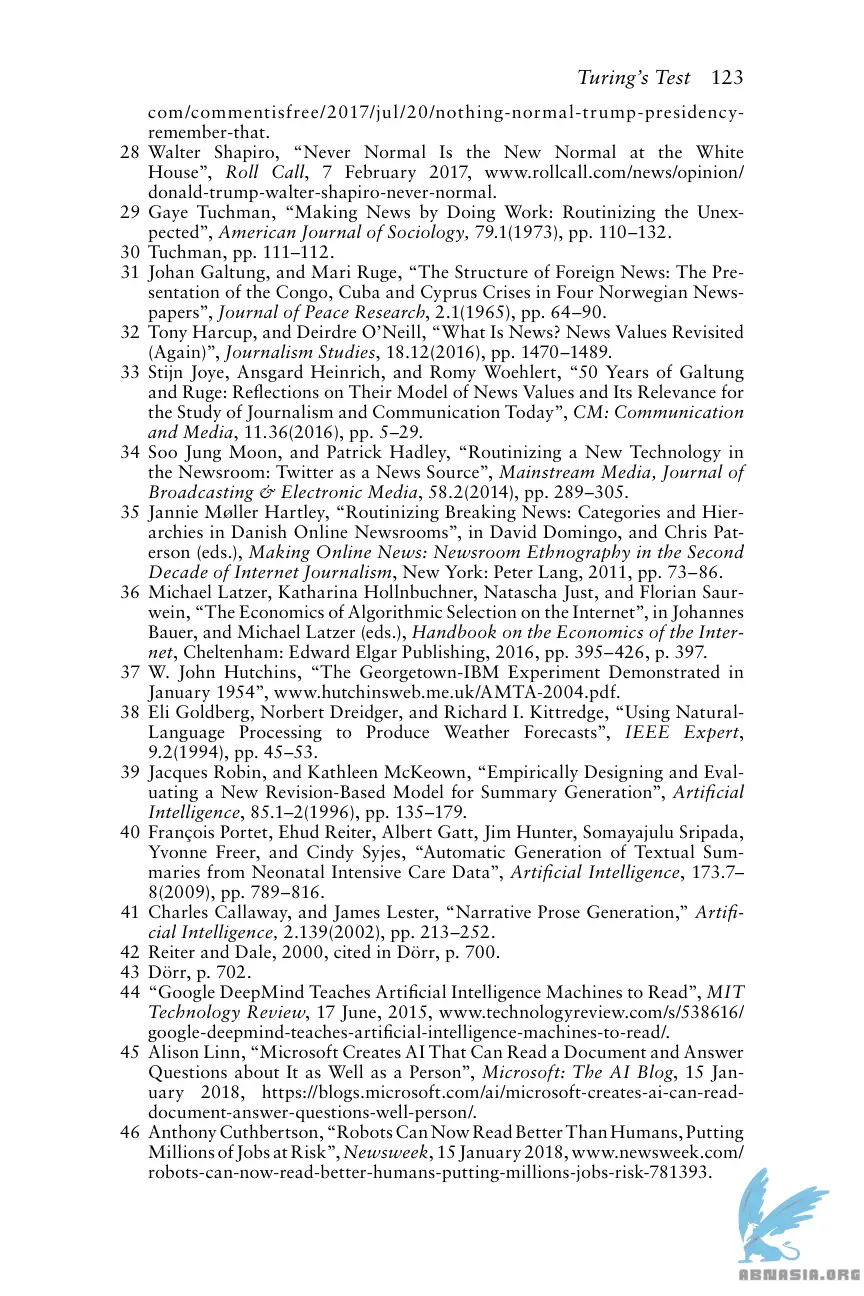 Turing’s Test 123
com/commentisfree/2017/jul/20/nothing-normal-trump-presidency-
remember-that.
28 Walter Shapiro, “Never Normal Is the New Normal at the White
House”, Roll Call, 7 February 2017, www.rollcall.com/news/opinion/
donald-trump-walter-shapiro-never-normal.
29 Gaye Tuchman, “Making News by Doing Work: Routinizing the Unex-
pected”, American Journal of Sociology, 79.1(1973), pp. 110–132.
30 Tuchman, pp. 111–112.
31 Johan Galtung, and Mari Ruge, “The Structure of Foreign News: The Pre-
sentation of the Congo, Cuba and Cyprus Crises in Four Norwegian News-
papers”, Journal of Peace Research, 2.1(1965), pp. 64–90.
32 Tony Harcup, and Deirdre O’Neill, “What Is News? News Values Revisited
(Again)”, Journalism Studies, 18.12(2016), pp. 1470–1489.
33 Stijn Joye, Ansgard Heinrich, and Romy Woehlert, “50 Years of Galtung
and Ruge: Reflections on Their Model of News Values and Its Relevance for
the Study of Journalism and Communication Today”, CM: Communication
and Media, 11.36(2016), pp. 5–29.
34 Soo Jung Moon, and Patrick Hadley, “Routinizing a New Technology in
the Newsroom: Twitter as a News Source”, Mainstream Media, Journal of
Broadcasting & Electronic Media, 58.2(2014), pp. 289–305.
35 Jannie Møller Hartley, “Routinizing Breaking News: Categories and Hier-
archies in Danish Online Newsrooms”, in David Domingo, and Chris Pat-
erson (eds.), Making Online News: Newsroom Ethnography in the Second
Decade of Internet Journalism, New York: Peter Lang, 2011, pp. 73–86.
36 Michael Latzer, Katharina Hollnbuchner, Natascha Just, and Florian Saur-
wein, “The Economics of Algorithmic Selection on the Internet”, in Johannes
Bauer, and Michael Latzer (eds.), Handbook on the Economics of the Inter-
net, Cheltenham: Edward Elgar Publishing, 2016, pp. 395–426, p. 397.
37 W. John Hutchins, “The Georgetown-IBM Experiment Demonstrated in
January 1954”, www.hutchinsweb.me.uk/AMTA-2004.pdf.
38 Eli Goldberg, Norbert Dreidger, and Richard I. Kittredge, “Using Natural-
Language Processing to Produce Weather Forecasts”, IEEE Expert,
9.2(1994), pp. 45–53.
39 Jacques Robin, and Kathleen McKeown, “Empirically Designing and Eval-
uating a New Revision-Based Model for Summary Generation”, Artificial
Intelligence, 85.1–2(1996), pp. 135–179.
40 François Portet, Ehud Reiter, Albert Gatt, Jim Hunter, Somayajulu Sripada,
Yvonne Freer, and Cindy Syjes, “Automatic Generation of Textual Sum-
maries from Neonatal Intensive Care Data”, Artificial Intelligence, 173.7–
8(2009), pp. 789–816.
41 Charles Callaway, and James Lester, “Narrative Prose Generation,” Artifi-
cial Intelligence, 2.139(2002), pp. 213–252.
42 Reiter and Dale, 2000, cited in Dörr, p. 700.
43 Dörr, p. 702.
44 “Google DeepMind Teaches Artificial Intelligence Machines to Read”, MIT
Technology Review, 17 June, 2015, www.technologyreview.com/s/538616/
google-deepmind-teaches-artificial-intelligence-machines-to-read/.
45 Alison Linn, “Microsoft Creates AI That Can Read a Document and Answer
Questions about It as Well as a Person”, Microsoft: The AI Blog, 15 Jan-
uary 2018, https://blogs.microsoft.com/ai/microsoft-creates-ai-can-read-
document-answer-questions-well-person/.
46 Anthony Cuthbertson, “Robots Can Now Read Better Than Humans, Putting
Millions of Jobs at Risk”, Newsweek, 15 January 2018, www.newsweek.com/
robots-can-now-read-better-humans-putting-millions-jobs-risk-781393.
ABNASIA.ORG